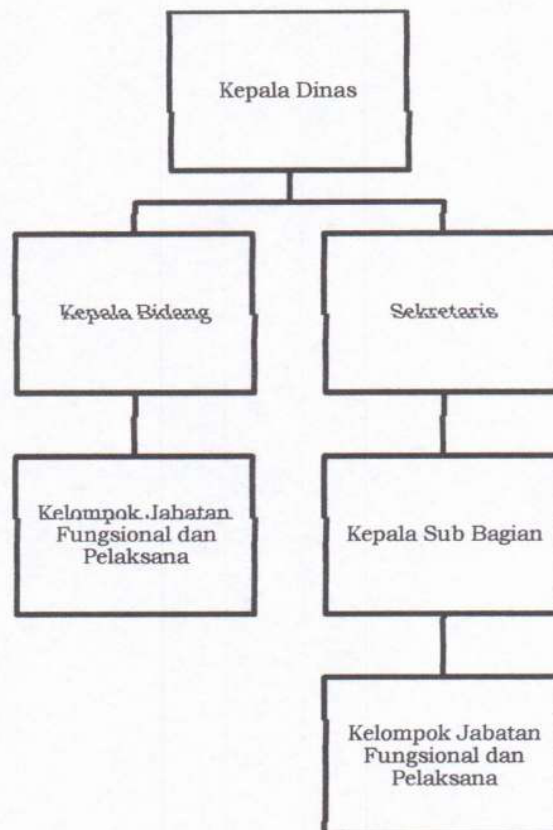 Kepala Dinas
Kepala Bidang
Sekretaris
Kelompok Jabatan
Fungsional dan
Pelaksana
Kepala Sub Bagian
Kelompok Jabatan
Fungsional dan
Pelaksana